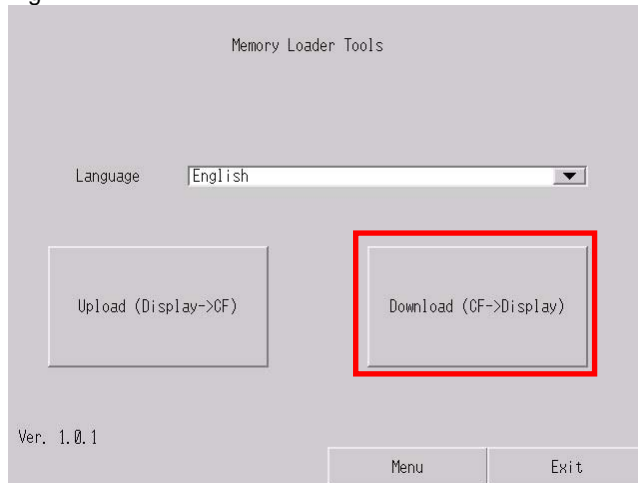 Memory Loader Tools
Language English
Upload (Display->CF) Download (CF->Display)
Ver. 1.0.1
Menu Exit